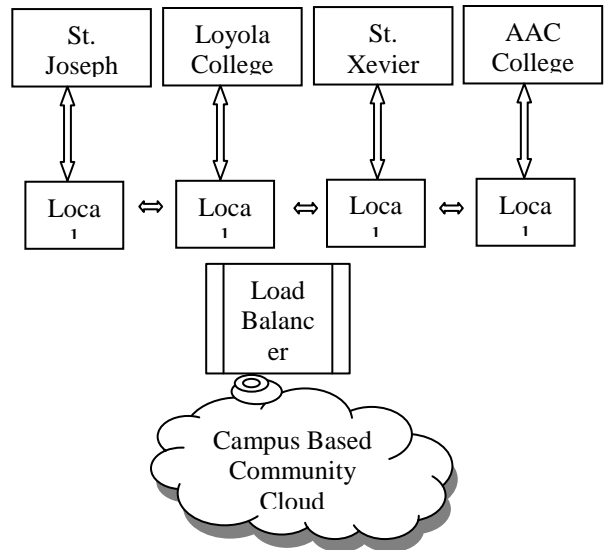 St.
Joseph
Loyola
College
St.
Xevier
AAC
College
Loca
l
Loca
l
Loca
l
Loca
l
Load
Balanc
er
Campus Based
Community
Cloud